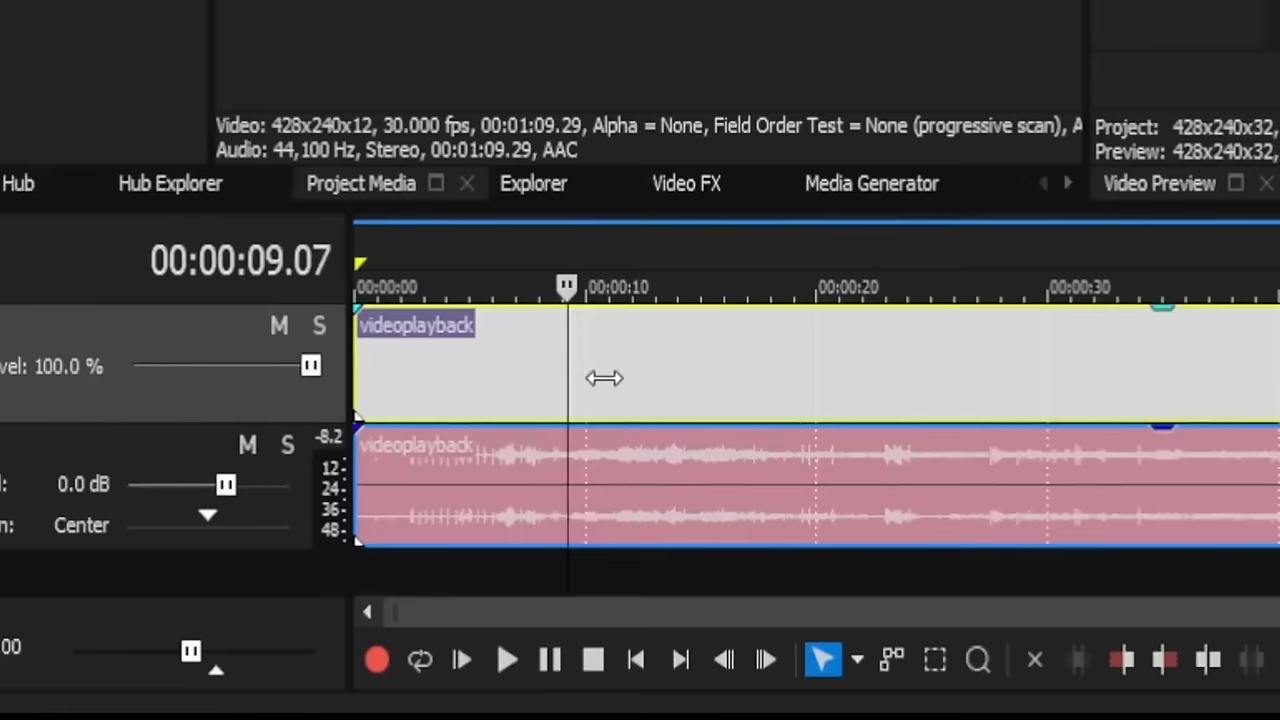 Video: 428x240x12, 30.000 fps, 00:01:09.29, Alpha = None, Field Order Test = None (progressive scan), A
Audio: 44,100 Hz, Stereo, 00:01:09.29, AAC
Project: 428x240x32,
Preview: 428x240x32,
Hub
Hub Explorer
Project Media
Explorer
Video FX
Media Generator
Video Preview
00:00:09.07
00:00:00
00:00:10
00:00:20
00:00:30
M S
videoplayback
vel: 100.0 %
M S
-8.2
videoplayback
12-
24-
36-
48-
l: 0.0 dB
n: Center
00